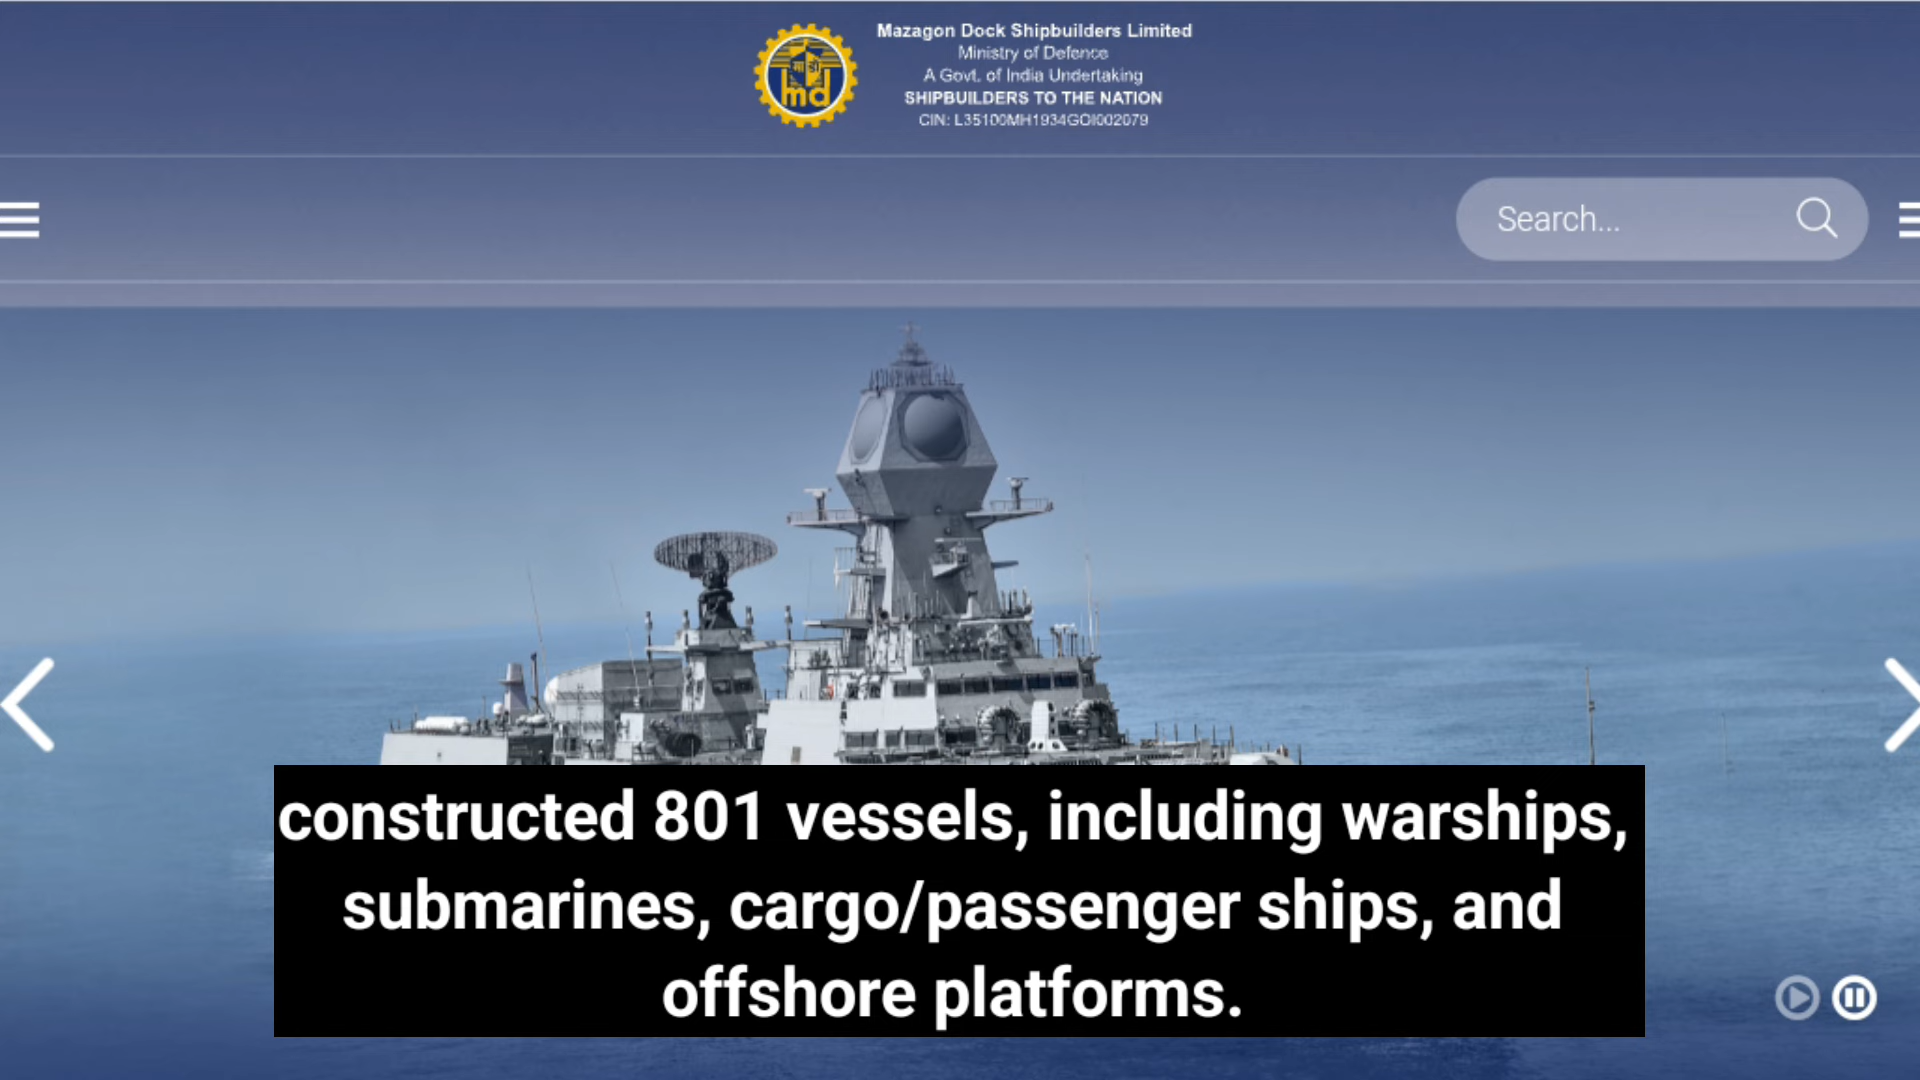 Mazagon Dock Shipbuilders Limited
Ministry of Defence
A Govt. of India Undertaking
SHIPBUILDERS TO THE NATION
CIN: L35100MH1934GOI002079
मा डॉ
md
Search...
constructed 801 vessels, including warships,
submarines, cargo/passenger ships, and
offshore platforms.